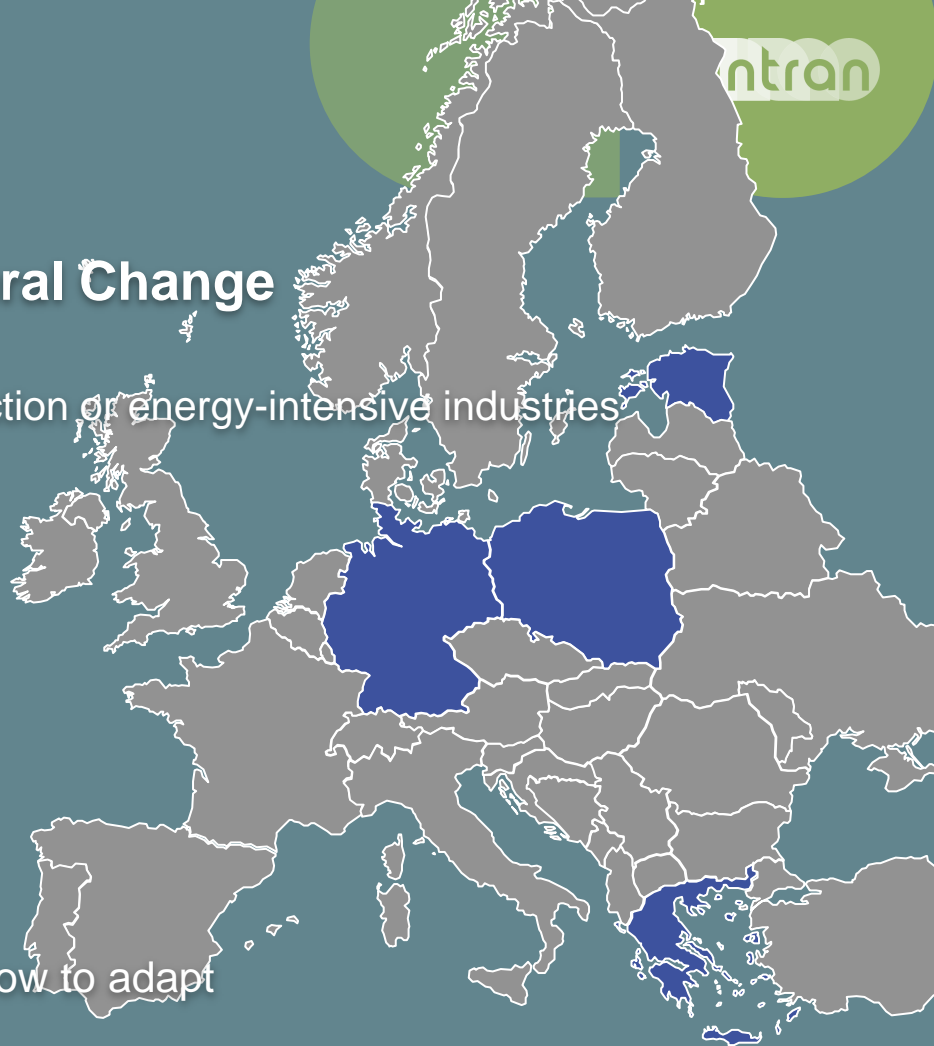 ntran
ral Change
ction or energy-intensive industries
ow to adapt